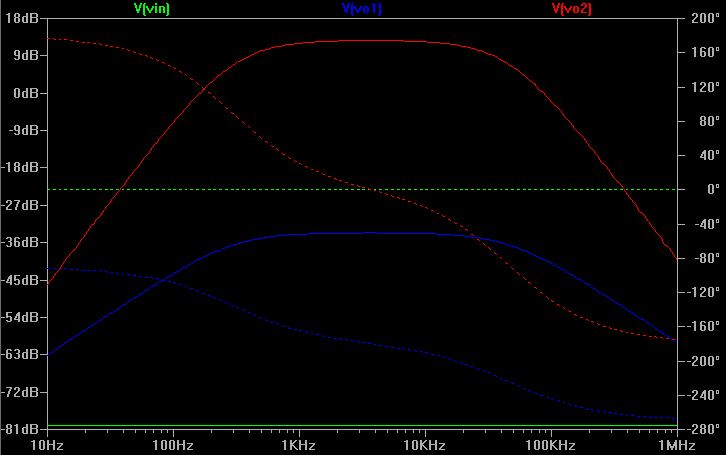 V(vin) V(vo1) V(vo2)
18dB 200°
9dB 160°
0dB 120°
-9dB 80°
-18dB 40°
-27dB 0°
-36dB -40°
-45dB -80°
-54dB -120°
-63dB -160°
-72dB -200°
-81dB -240°
-280°
10Hz 100Hz 1KHz 10KHz 100KHz 1MHz